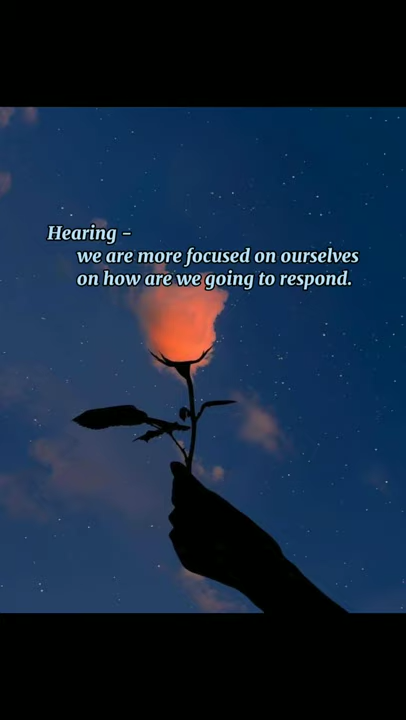 Hearing -
we are more focused on ourselves
on how are we going to respond.